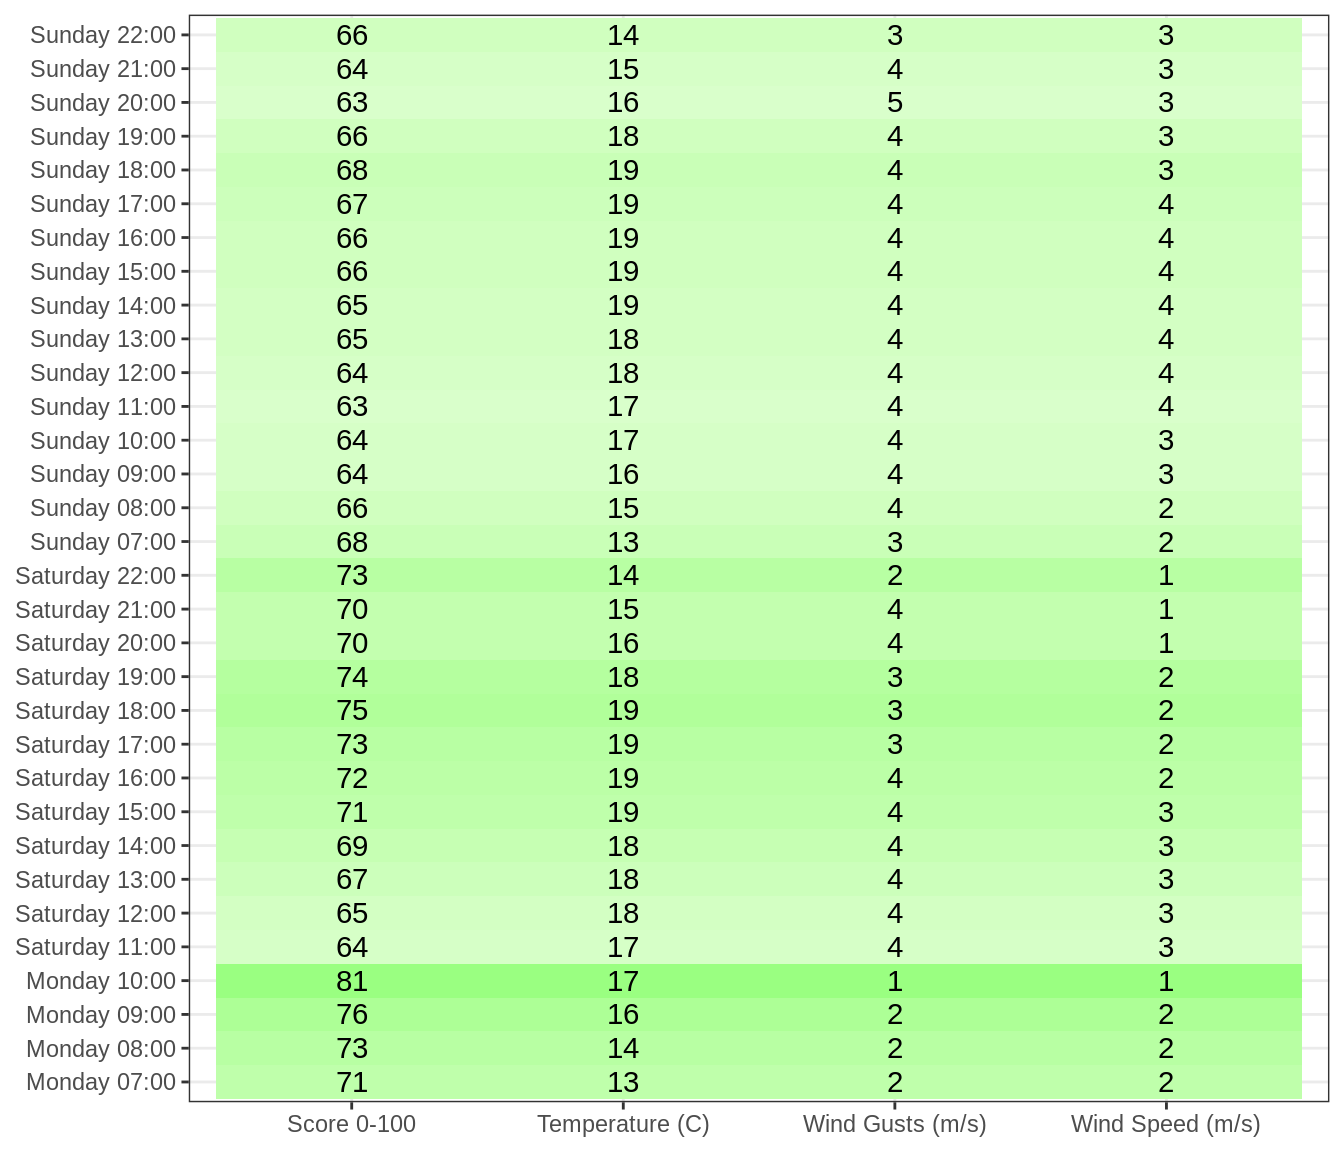 Sunday 22:00 66 14 3 3
Sunday 21:00 64 15 4 3
Sunday 20:00 63 16 5 3
Sunday 19:00 66 18 4 3
Sunday 18:00 68 19 4 3
Sunday 17:00 67 19 4 4
Sunday 16:00 66 19 4 4
Sunday 15:00 66 19 4 4
Sunday 14:00 65 19 4 4
Sunday 13:00 65 18 4 4
Sunday 12:00 64 18 4 4
Sunday 11:00 63 17 4 4
Sunday 10:00 64 17 4 3
Sunday 09:00 64 16 4 3
Sunday 08:00 66 15 4 2
Sunday 07:00 68 13 3 2
Saturday 22:00 73 14 2 1
Saturday 21:00 70 15 4 1
Saturday 20:00 70 16 4 1
Saturday 19:00 74 18 3 2
Saturday 18:00 75 19 3 2
Saturday 17:00 73 19 3 2
Saturday 16:00 72 19 4 2
Saturday 15:00 71 19 4 3
Saturday 14:00 69 18 4 3
Saturday 13:00 67 18 4 3
Saturday 12:00 65 18 4 3
Saturday 11:00 64 17 4 3
Monday 10:00 81 17 1 1
Monday 09:00 76 16 2 2
Monday 08:00 73 14 2 2
Monday 07:00 71 13 2 2
Score 0-100 Temperature (C) Wind Gusts (m/s) Wind Speed (m/s)